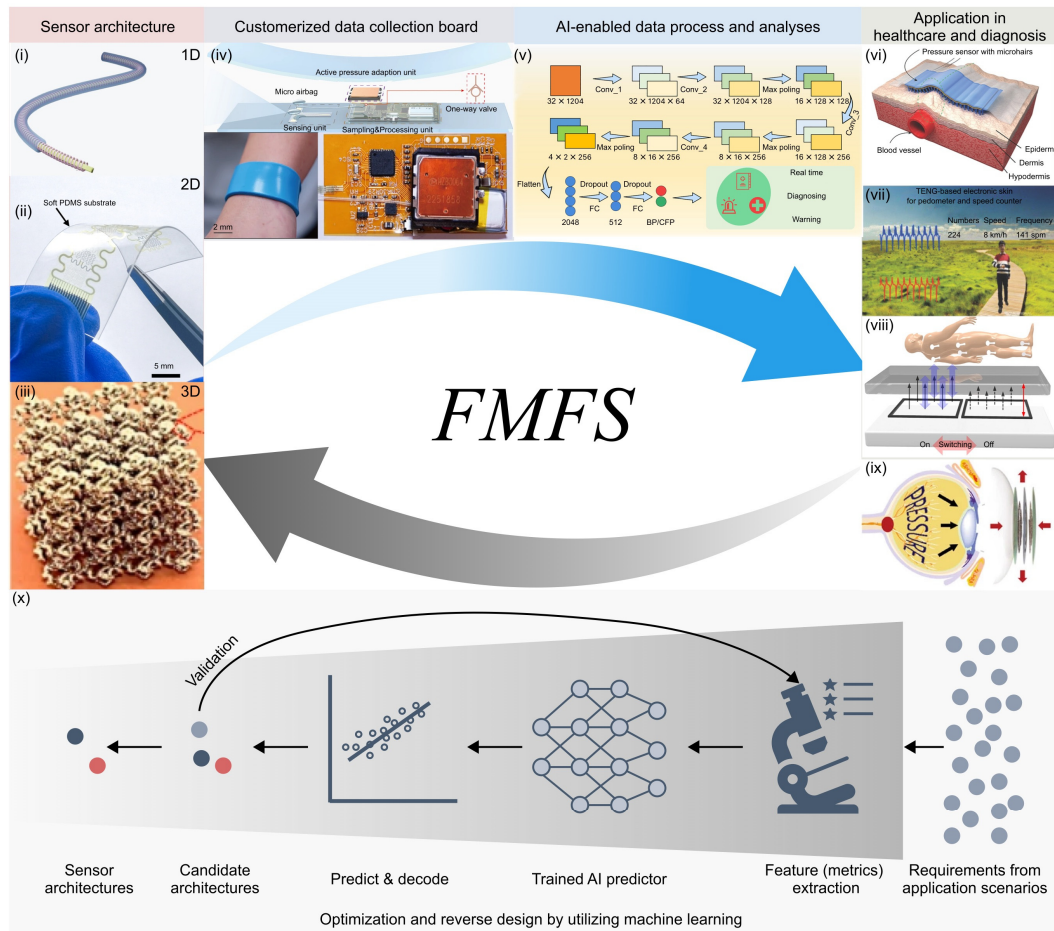 Sensor architecture
Customerized data collection board
AI-enabled data process and analyses
Application in
healthcare and diagnosis
(i)
1D
2D
(ii)
Soft PDMS substrate
5 mm
(iii)
3D
(iv)
Active pressure adaption unit
Micro airbag
One-way valve
Sensing unit
Sampling&Processing unit
2 mm
(v)
32 × 1204
Conv_1
32 × 1204 × 64
Conv_2
32 × 1204 × 128
Max poling
16 × 128 × 128
Conv_3
4 × 2 × 256
Max poling
8 × 16 × 256
Conv_4
8 × 16 × 256
Max poling
16 × 128 × 256
Flatten
Dropout
Dropout
FC
FC
2048
512
BP/CFP
Real time
Diagnosing
Warning
(vi)
Pressure sensor with microhairs
Epiderm
Dermis
Hypodermis
Blood vessel
(vii)
TENG-based electronic skin
for pedometer and speed counter
Numbers
Speed
Frequency
224
8 km/h
141 spm
(viii)
On
Switching
Off
(ix)
PRESSURE
FMFS
(x)
Validation
Sensor
architectures
Candidate
architectures
Predict & decode
Trained AI predictor
Feature (metrics)
extraction
Requirements from
application scenarios
Optimization and reverse design by utilizing machine learning